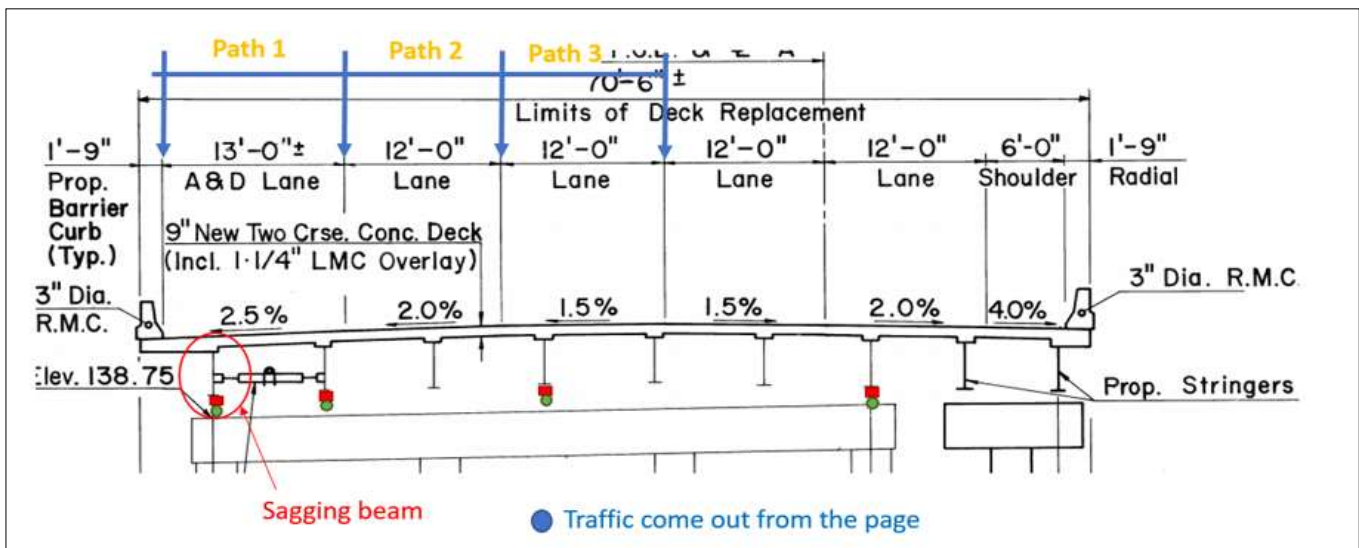 Path 1 Path 2 Path 3
70'-6" ±
Limits of Deck Replacement
1'-9" 13'-0"± 12'-0" 12'-0" 12'-0" 12'-0" 6'-0" 1'-9"
Prop. A&D Lane Lane Lane Lane Lane Shoulder Radial
Barrier
Curb
(Typ.)
9" New Two Crse. Conc. Deck
(Incl. 1·1/4" LMC Overlay)
3" Dia.
R.M.C.
3" Dia. R.M.C.
2.5% 2.0% 1.5% 1.5% 2.0% 4.0%
Elev. 138.75
Prop. Stringers
Sagging beam
Traffic come out from the page